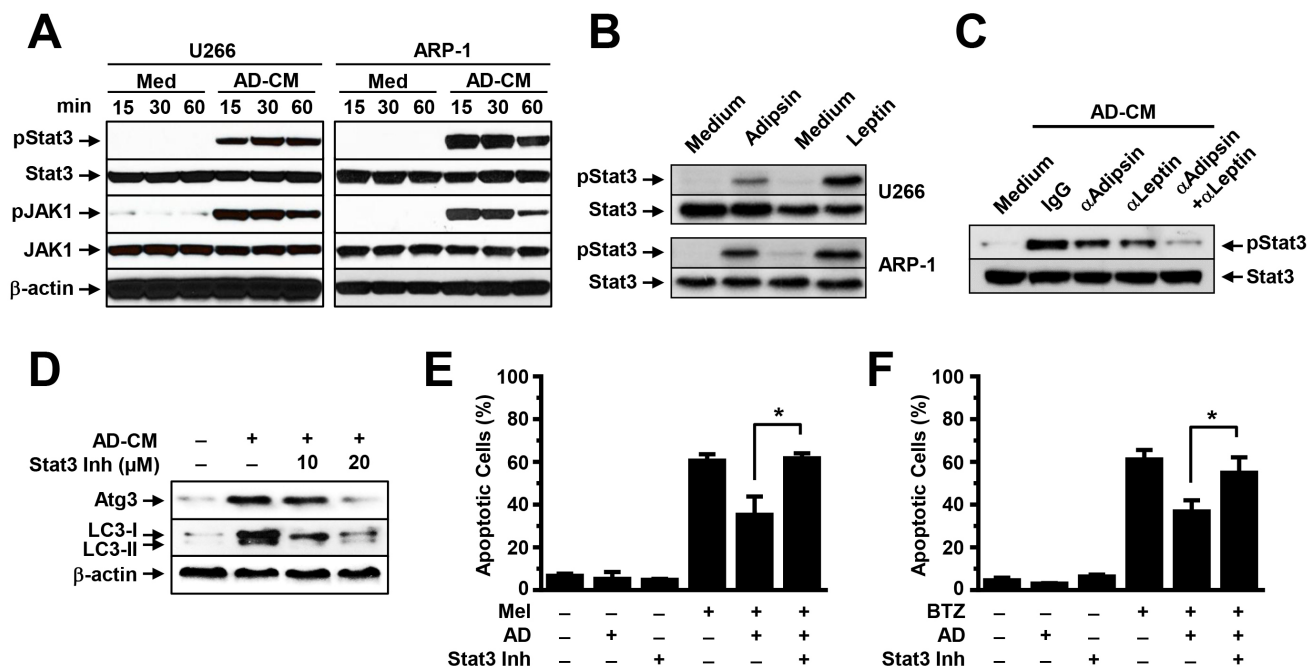 A
U266 ARP-1
Med AD-CM Med AD-CM
min 15 30 60 15 30 60 15 30 60 15 30 60
pStat3
Stat3
pJAK1
JAK1
β-actin
B
Medium Adipsin Medium Leptin
pStat3
Stat3
U266
pStat3
Stat3
ARP-1
C
AD-CM
Medium IgG αAdipsin αLeptin αAdipsin
+αLeptin
pStat3
Stat3
D
AD-CM – + + +
Stat3 Inh (μM) – – 10 20
Atg3
LC3-I
LC3-II
β-actin
E
Apoptotic Cells (%)
100
80
60
40
20
0
*
Mel – – – + + +
AD – + – – + +
Stat3 Inh – – + – – +
F
Apoptotic Cells (%)
100
80
60
40
20
0
*
BTZ – – – + + +
AD – + – – + +
Stat3 Inh – – + – – +